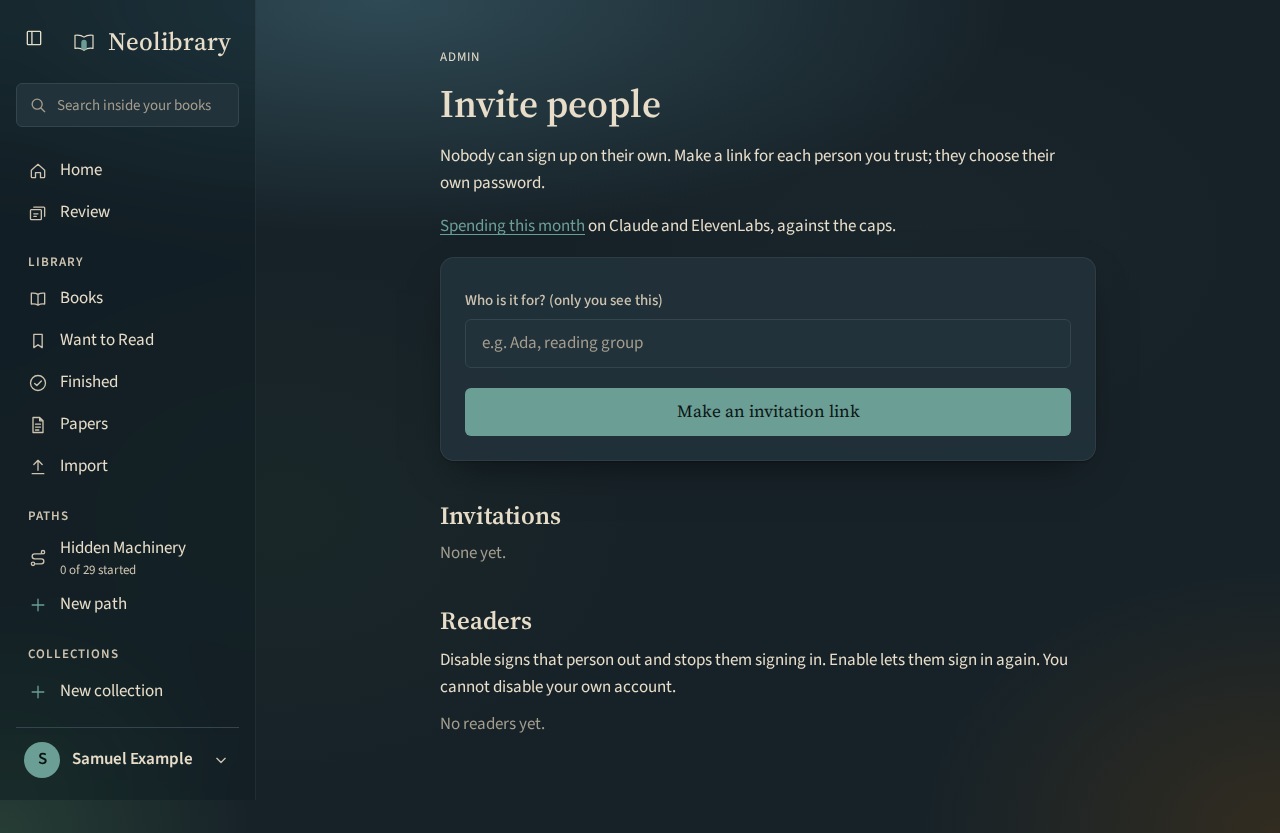 Neolibrary
Search inside your books
Home
Review
LIBRARY
Books
Want to Read
Finished
Papers
Import
PATHS
Hidden Machinery
0 of 29 started
New path
COLLECTIONS
New collection
S
Samuel Example
ADMIN
Invite people
Nobody can sign up on their own. Make a link for each person you trust; they choose their
own password.
Spending this month on Claude and ElevenLabs, against the caps.
Who is it for? (only you see this)
e.g. Ada, reading group
Make an invitation link
Invitations
None yet.
Readers
Disable signs that person out and stops them signing in. Enable lets them sign in again. You
cannot disable your own account.
No readers yet.